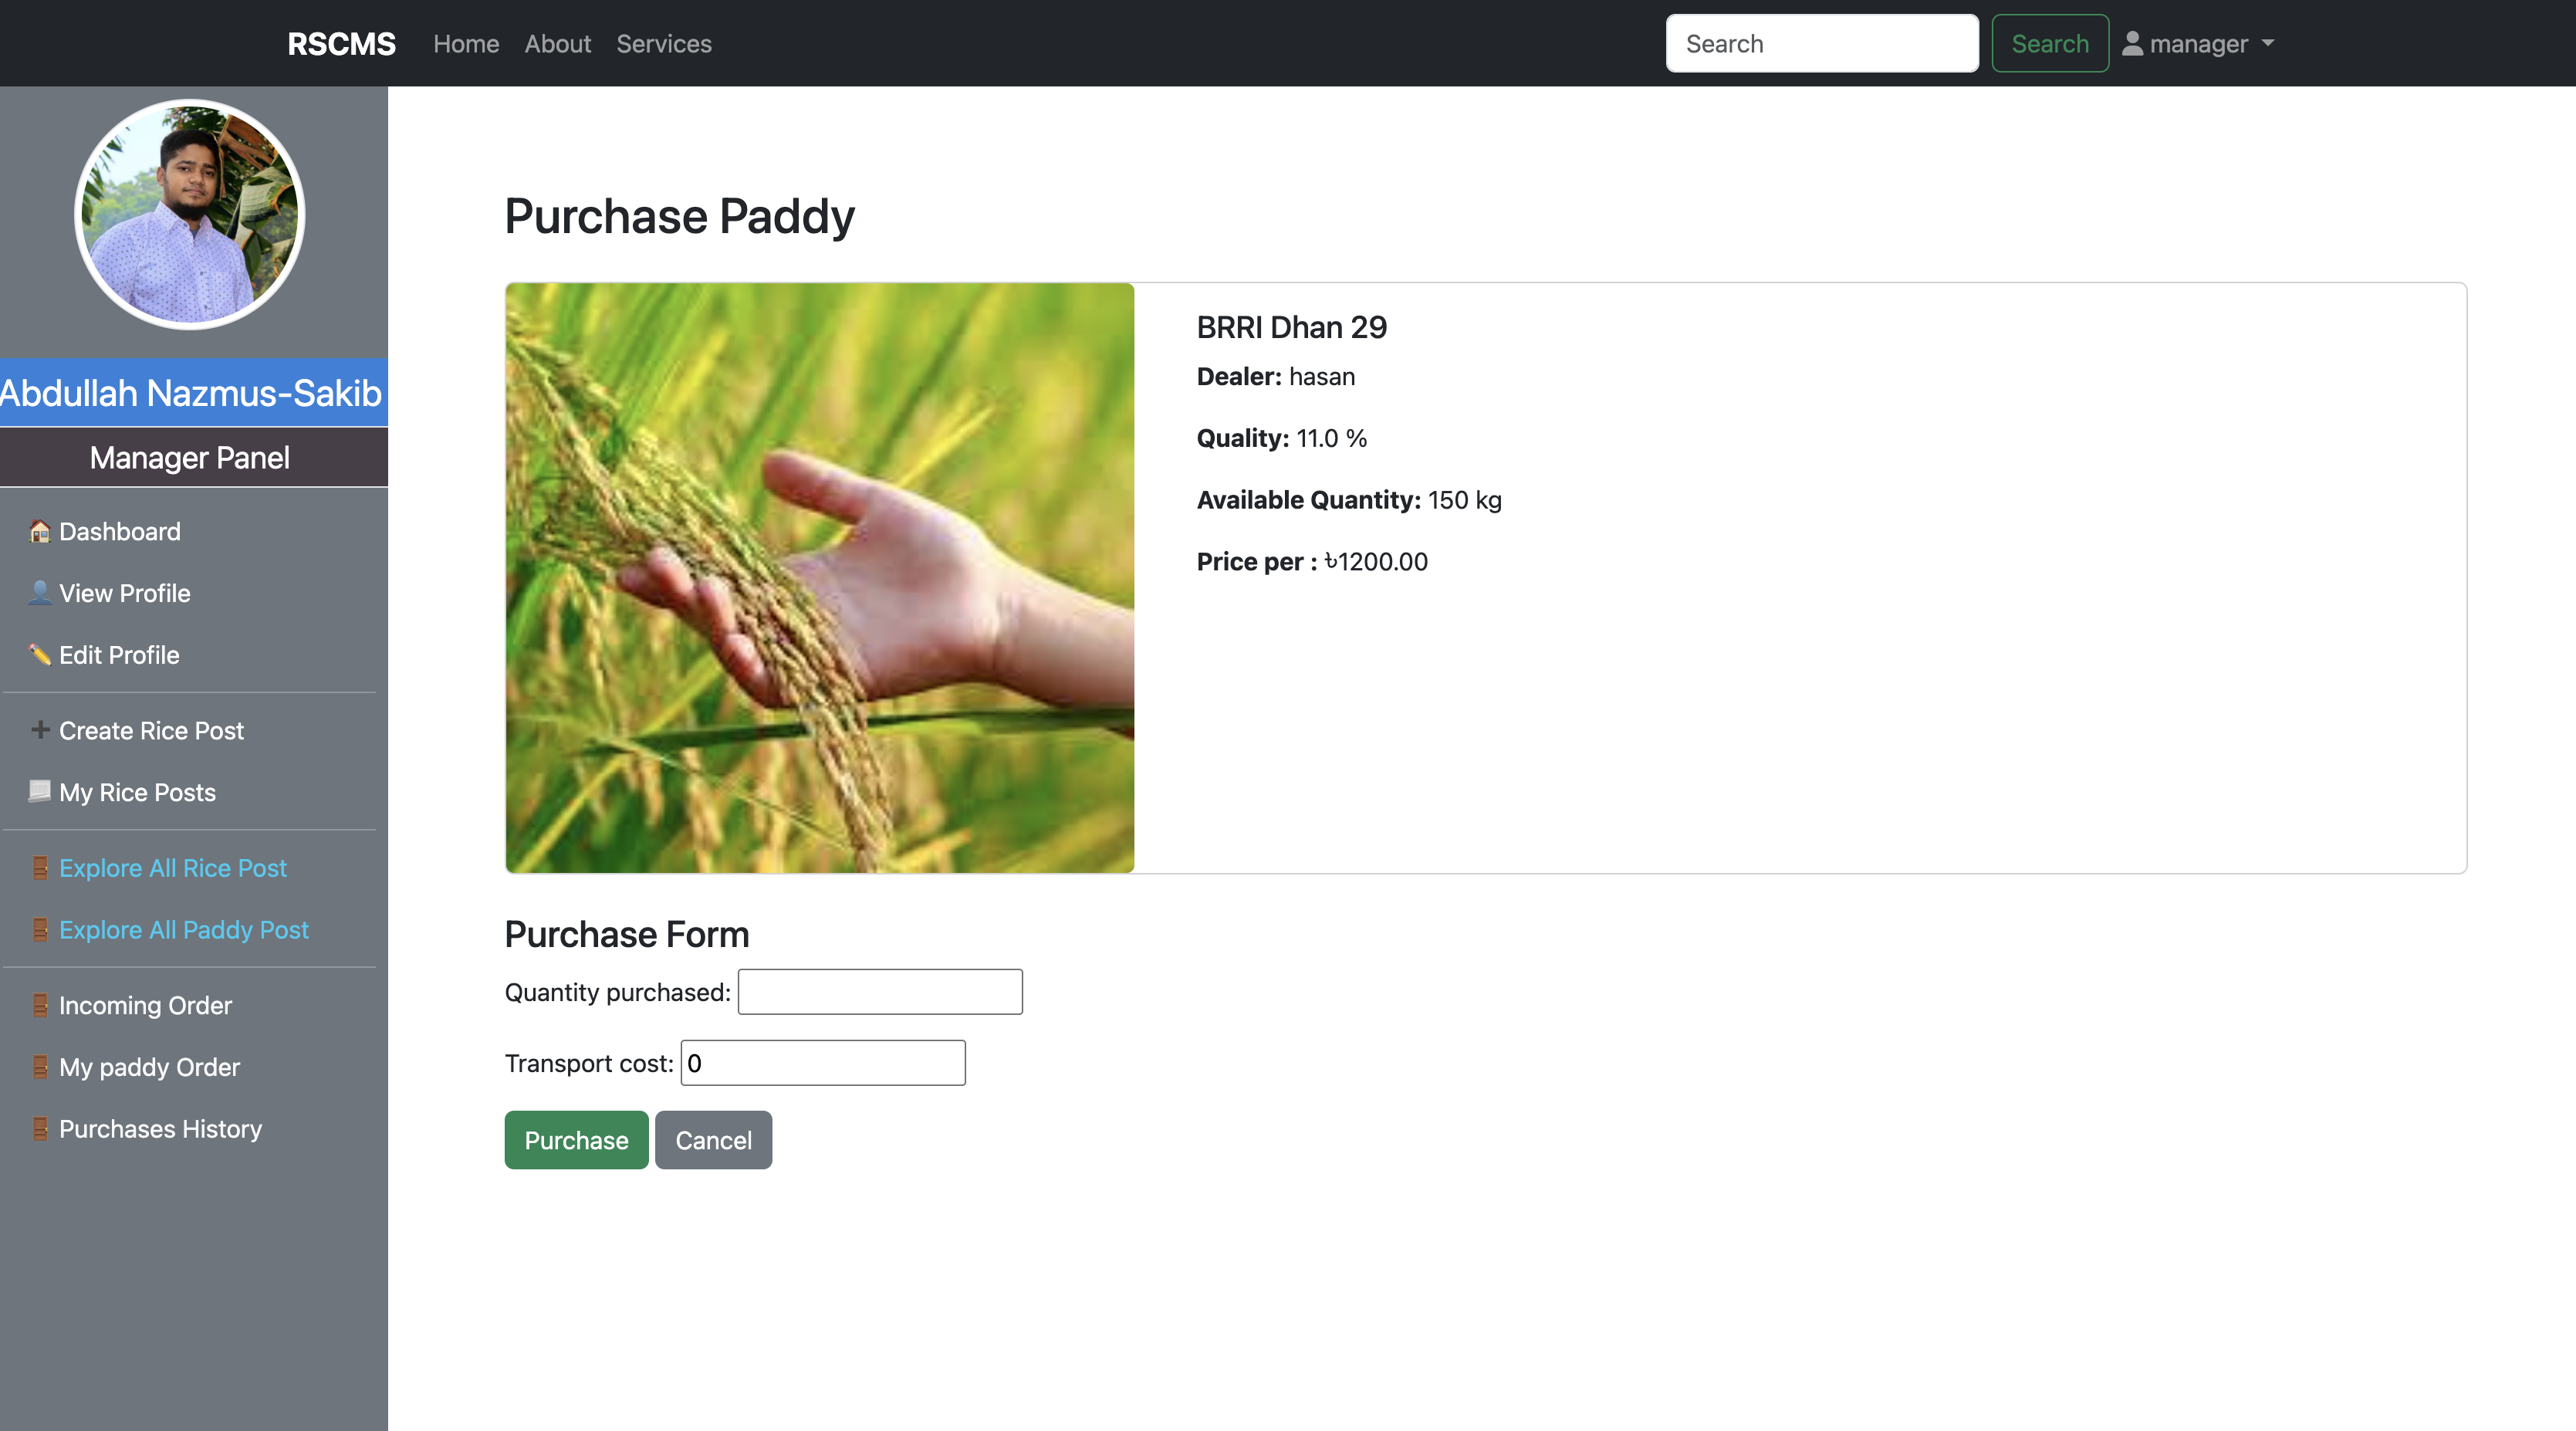 RSCMS Home About Services Search Search manager
Abdullah Nazmus-Sakib
Manager Panel
Dashboard
View Profile
Edit Profile
Create Rice Post
My Rice Posts
Explore All Rice Post
Explore All Paddy Post
Incoming Order
My paddy Order
Purchases History
Purchase Paddy
BRRI Dhan 29
Dealer: hasan
Quality: 11.0 %
Available Quantity: 150 kg
Price per : ৳1200.00
Purchase Form
Quantity purchased:
Transport cost: 0
Purchase Cancel